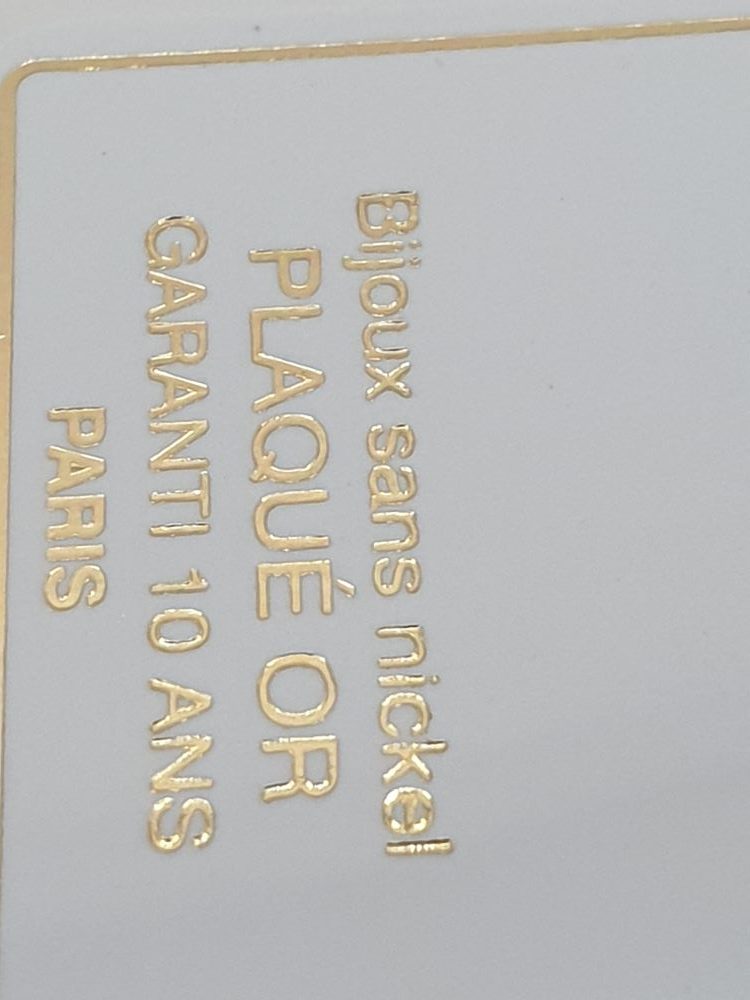 Bijoux sans nickel
PLAQUÉ OR
GARANTI 10 ANS
PARIS